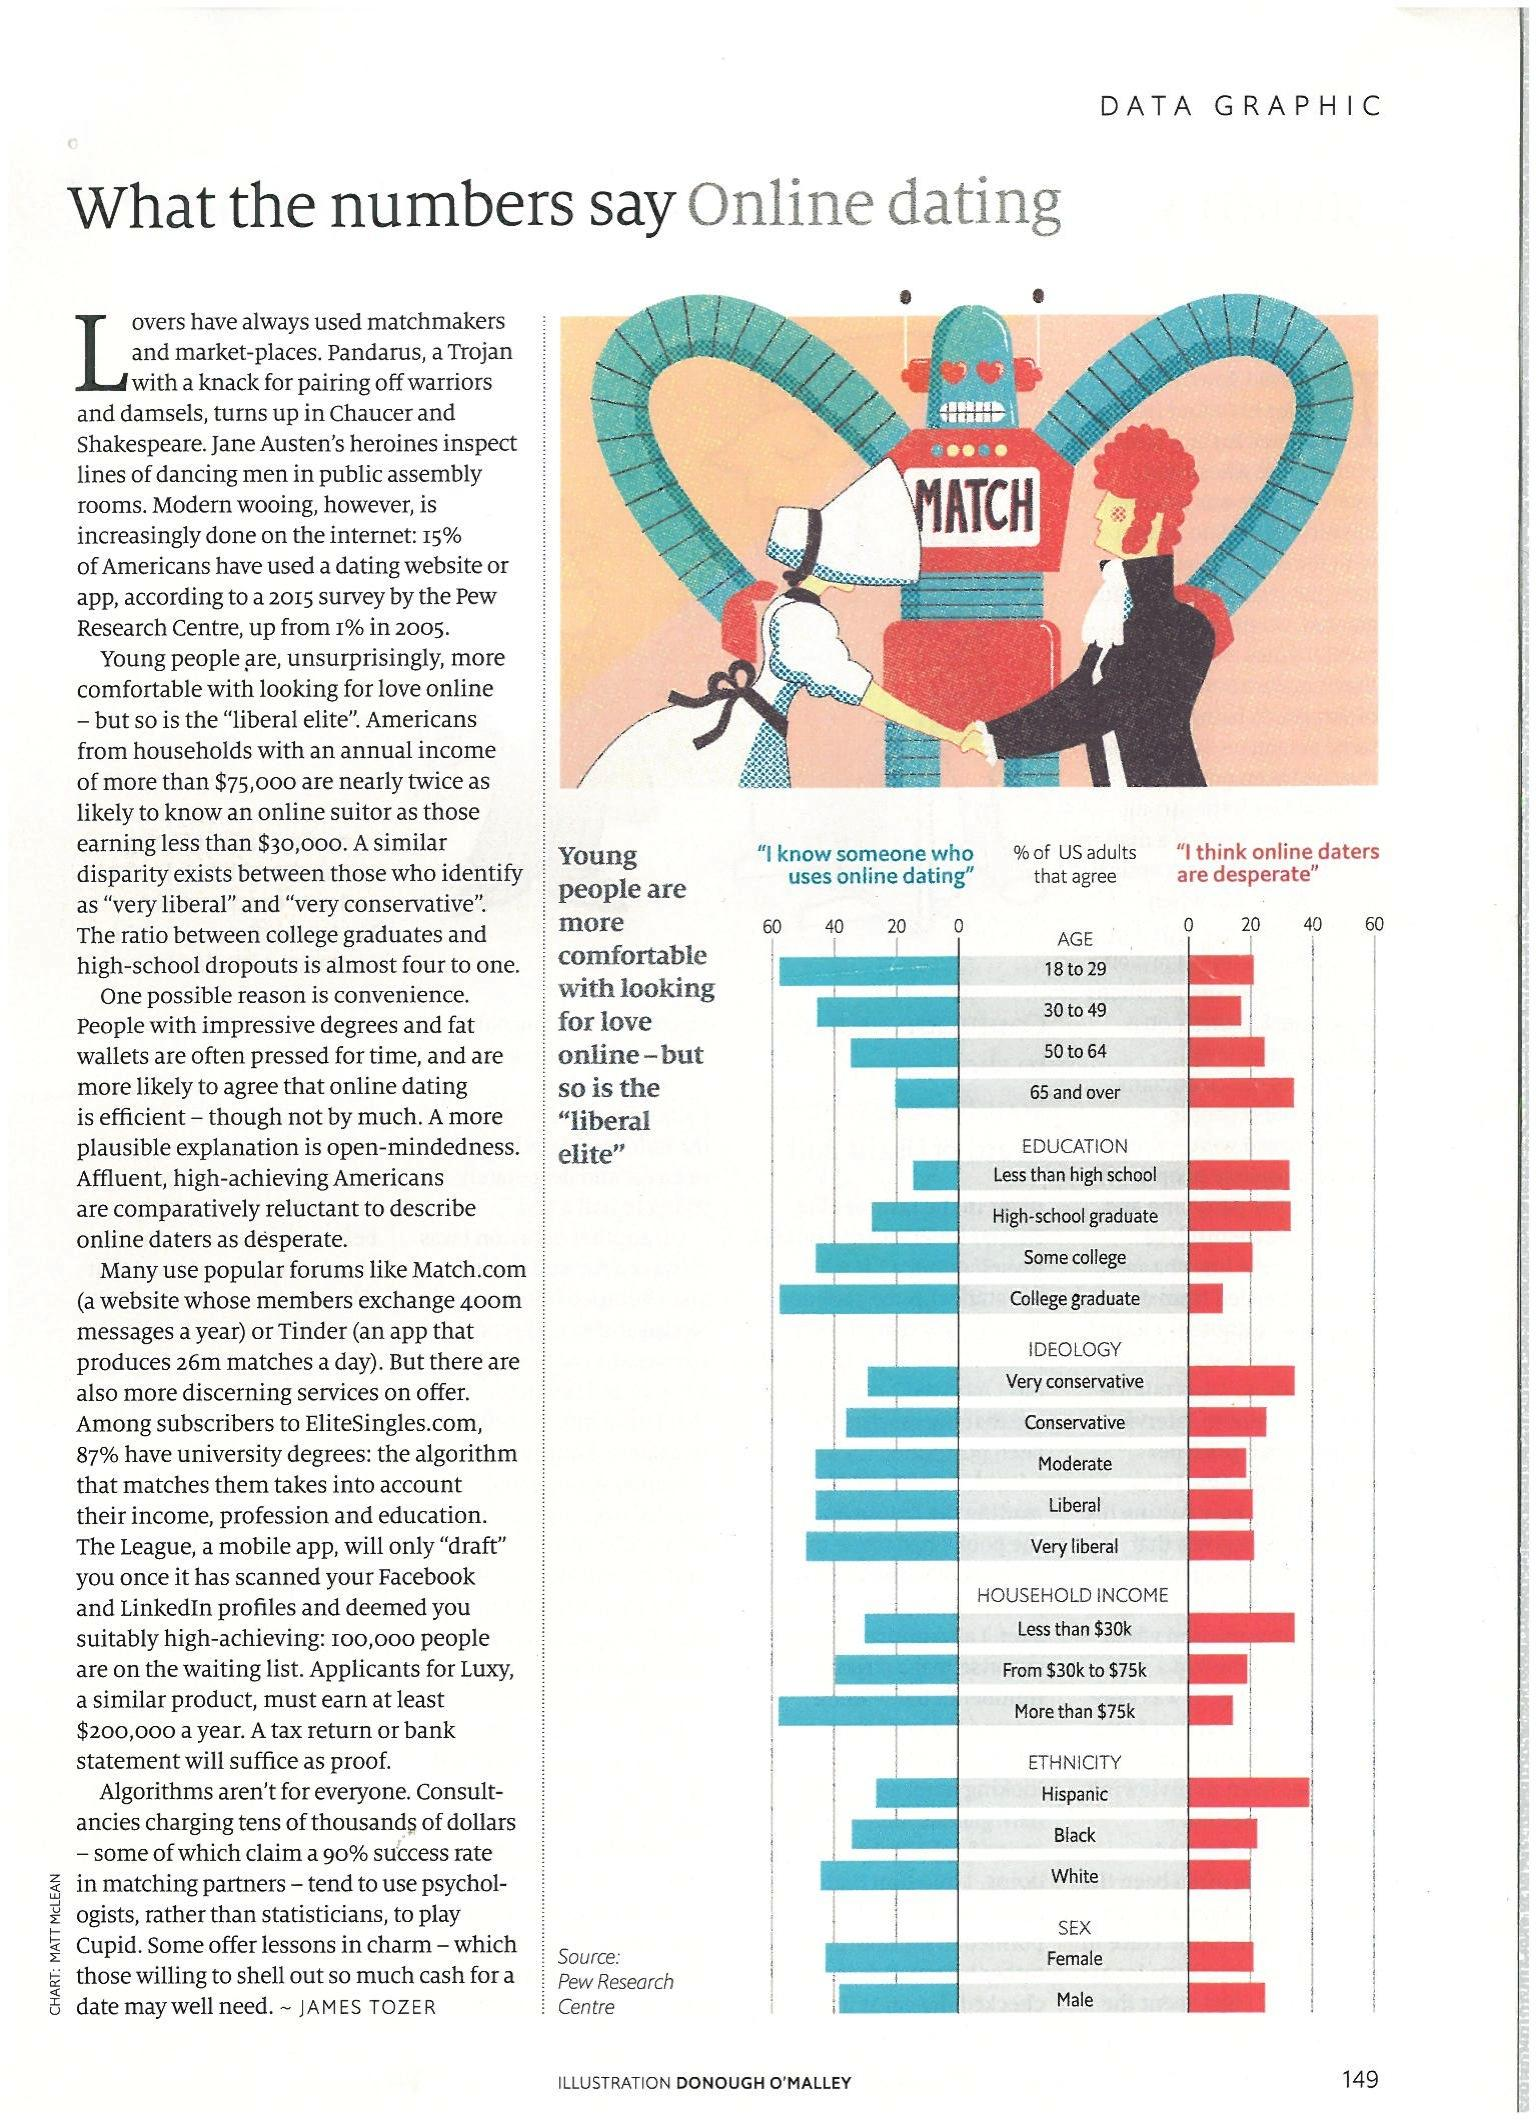 DATA GRAPHIC
What the numbers say Online dating
Lovers have always used matchmakers
and market-places. Pandarus, a Trojan
with a knack for pairing off warriors
and damsels, turns up in Chaucer and
Shakespeare. Jane Austen's heroines inspect
lines of dancing men in public assembly
rooms. Modern wooing, however, is
increasingly done on the internet: 15%
of Americans have used a dating website or
app, according to a 2015 survey by the Pew
Research Centre, up from 1% in 2005.
Young people are, unsurprisingly, more
comfortable with looking for love online
– but so is the "liberal elite". Americans
from households with an annual income
of more than $75,000 are nearly twice as
likely to know an online suitor as those
earning less than $30,000. A similar
disparity exists between those who identify
as "very liberal" and "very conservative".
The ratio between college graduates and
high-school dropouts is almost four to one.
One possible reason is convenience.
People with impressive degrees and fat
wallets are often pressed for time, and are
more likely to agree that online dating
is efficient – though not by much. A more
plausible explanation is open-mindedness.
Affluent, high-achieving Americans
are comparatively reluctant to describe
online daters as desperate.
Many use popular forums like Match.com
(a website whose members exchange 400m
messages a year) or Tinder (an app that
produces 26m matches a day). But there are
also more discerning services on offer.
Among subscribers to EliteSingles.com,
87% have university degrees: the algorithm
that matches them takes into account
their income, profession and education.
The League, a mobile app, will only "draft"
you once it has scanned your Facebook
and LinkedIn profiles and deemed you
suitably high-achieving: 100,000 people
are on the waiting list. Applicants for Luxy,
a similar product, must earn at least
$200,000 a year. A tax return or bank
statement will suffice as proof.
Algorithms aren't for everyone. Consult-
ancies charging tens of thousands of dollars
– some of which claim a 90% success rate
in matching partners – tend to use psychol-
ogists, rather than statisticians, to play
Cupid. Some offer lessons in charm – which
those willing to shell out so much cash for a
date may well need. ~ JAMES TOZER
CHART: MATT McLEAN
MATCH
Young
people are
more
comfortable
with looking
for love
online – but
so is the
"liberal
elite"
Source:
Pew Research
Centre
"I know someone who
uses online dating"
% of US adults
that agree
"I think online daters
are desperate"
60 40 20 0
0 20 40 60
AGE
18 to 29
30 to 49
50 to 64
65 and over
EDUCATION
Less than high school
High-school graduate
Some college
College graduate
IDEOLOGY
Very conservative
Conservative
Moderate
Liberal
Very liberal
HOUSEHOLD INCOME
Less than $30k
From $30k to $75k
More than $75k
ETHNICITY
Hispanic
Black
White
SEX
Female
Male
ILLUSTRATION DONOUGH O'MALLEY
149